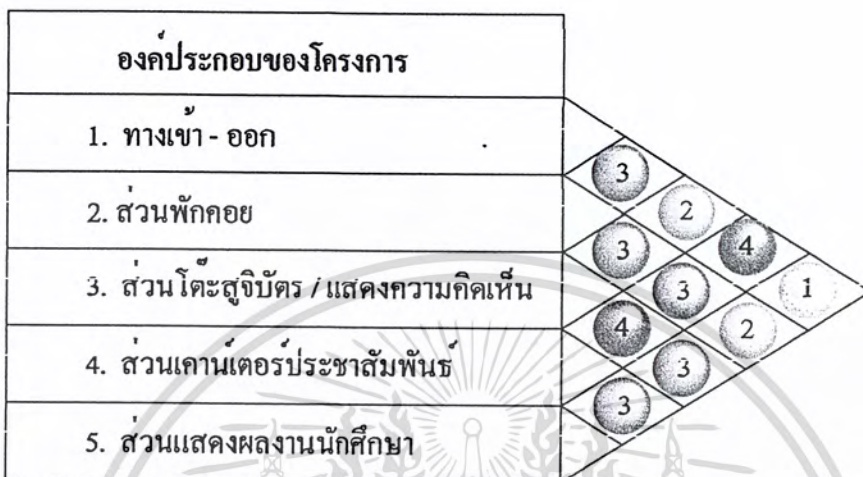 องค์ประกอบของโครงการ
1. ทางเข้า - ออก
2. ส่วนพักคอย
3. ส่วนโต๊ะสูจิบัตร / แสดงความคิดเห็น
4. ส่วนเคาน์เตอร์ประชาสัมพันธ์
5. ส่วนแสดงผลงานนักศึกษา
3
2
3
4
3
1
4
2
3
3